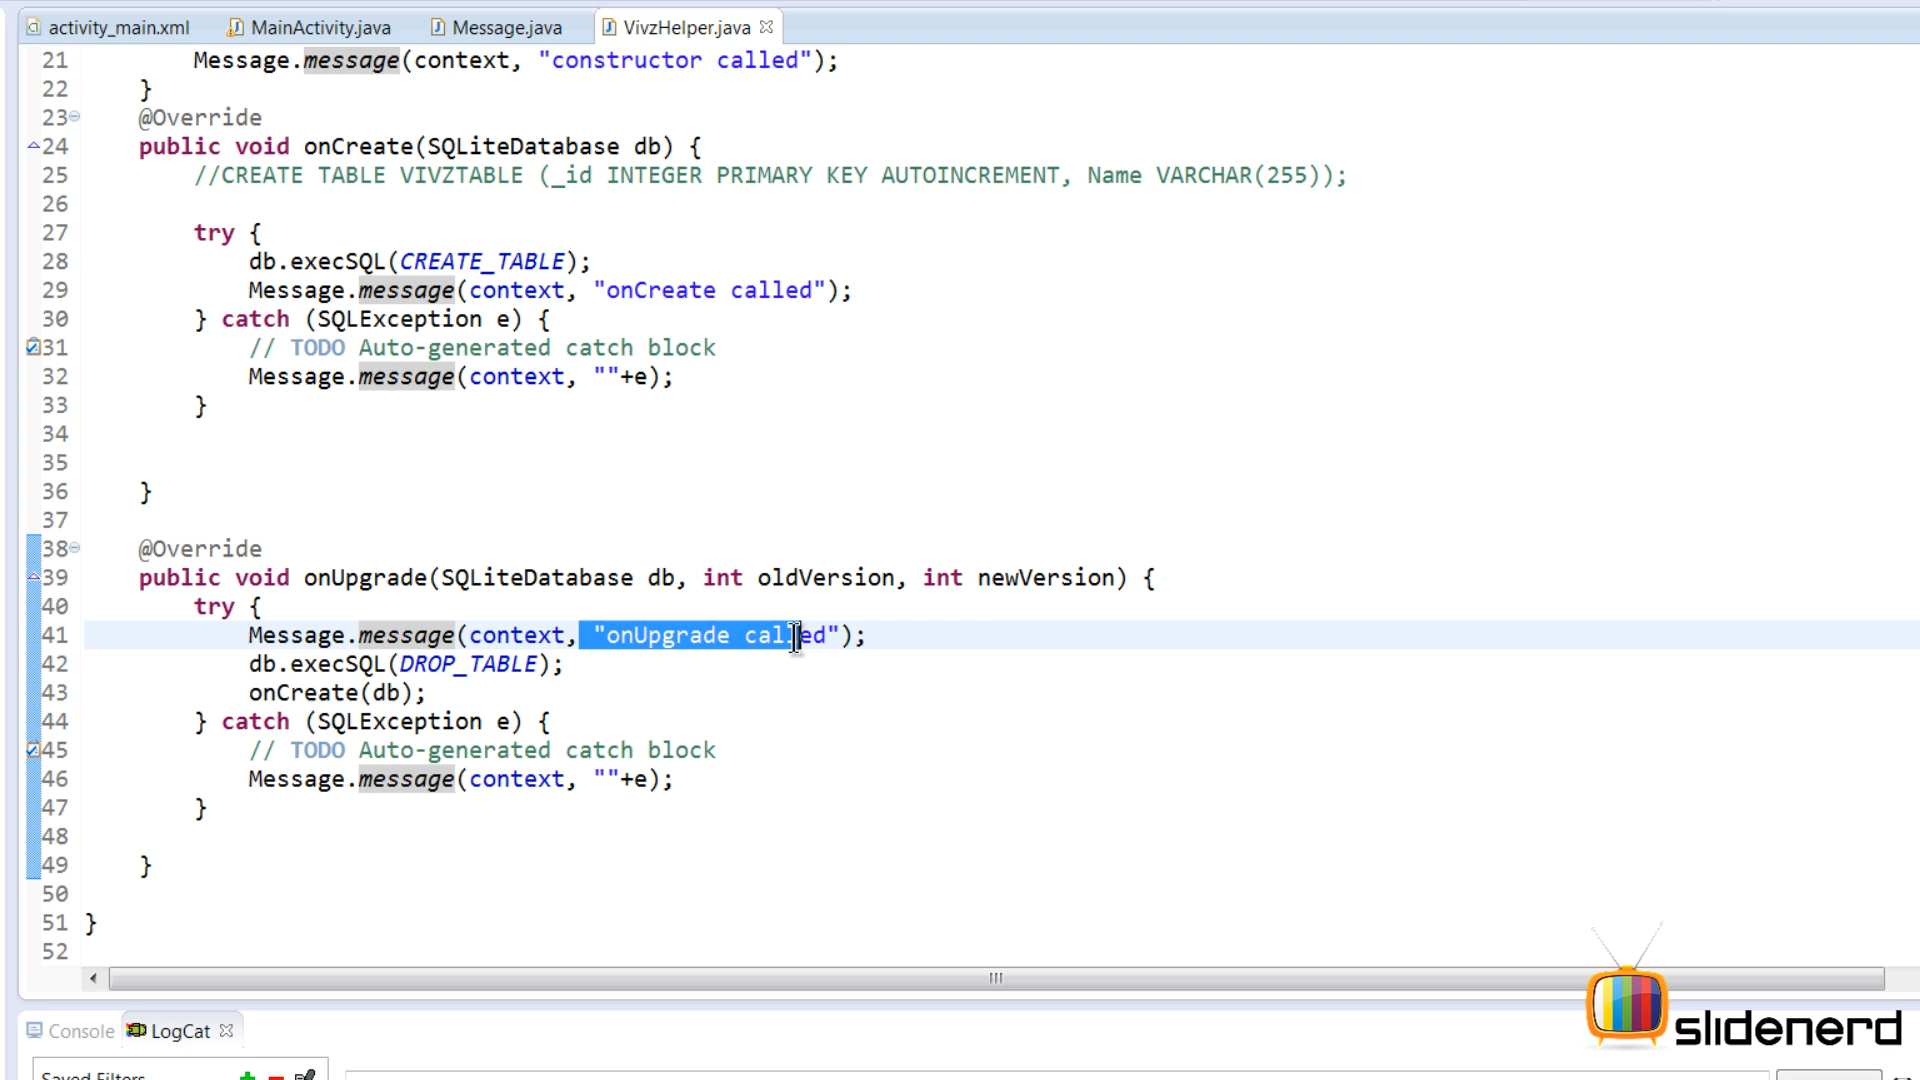 activity_main.xml MainActivity.java Message.java VivzHelper.java
21 Message.message(context, "constructor called");
22 }
23 @Override
24 public void onCreate(SQLiteDatabase db) {
25 //CREATE TABLE VIVZTABLE (_id INTEGER PRIMARY KEY AUTOINCREMENT, Name VARCHAR(255));
26
27 try {
28 db.execSQL(CREATE_TABLE);
29 Message.message(context, "onCreate called");
30 } catch (SQLException e) {
31 // TODO Auto-generated catch block
32 Message.message(context, ""+e);
33 }
34
35
36 }
37
38 @Override
39 public void onUpgrade(SQLiteDatabase db, int oldVersion, int newVersion) {
40 try {
41 Message.message(context, "onUpgrade called");
42 db.execSQL(DROP_TABLE);
43 onCreate(db);
44 } catch (SQLException e) {
45 // TODO Auto-generated catch block
46 Message.message(context, ""+e);
47 }
48
49 }
50
51 }
52
slidenerd
Console LogCat
Saved Filters